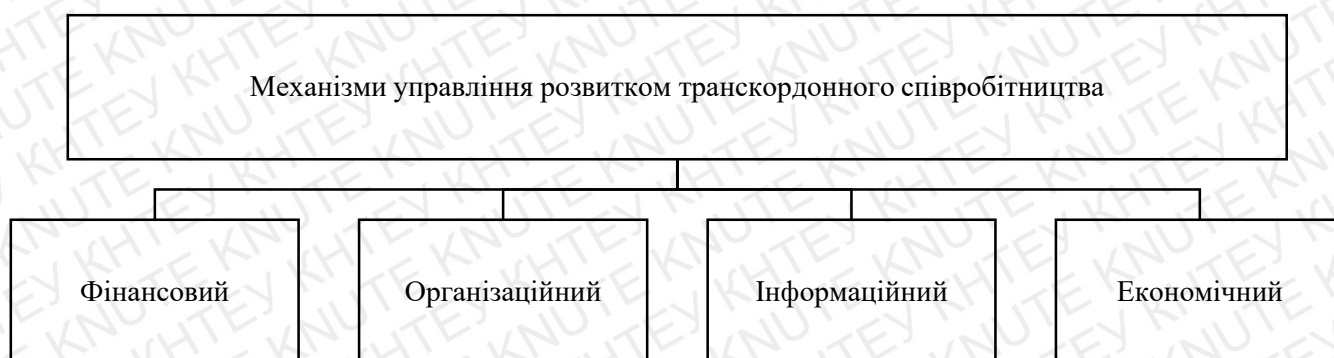 Механізми управління розвитком транскордонного співробітництва
Фінансовий
Організаційний
Інформаційний
Економічний